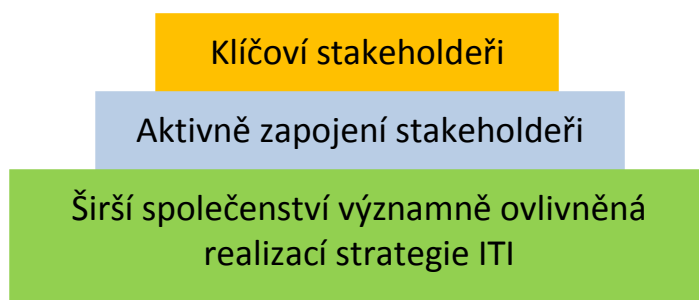 Klíčoví stakeholdeři
Aktivně zapojení stakeholdeři
Širší společenství významně ovlivněná
realizací strategie ITI